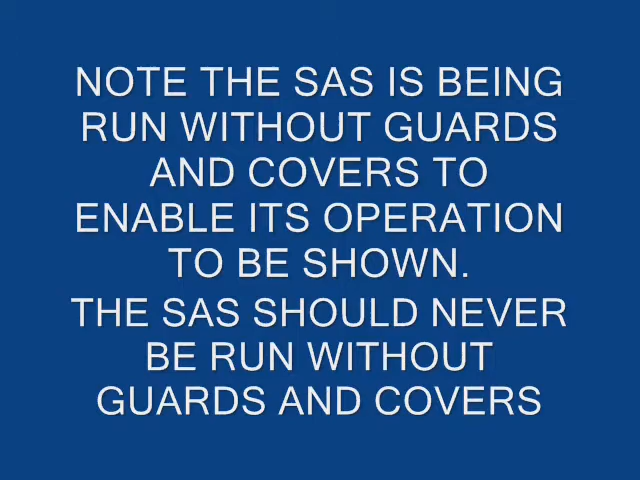 NOTE THE SAS IS BEING
RUN WITHOUT GUARDS
AND COVERS TO
ENABLE ITS OPERATION
TO BE SHOWN.
THE SAS SHOULD NEVER
BE RUN WITHOUT
GUARDS AND COVERS